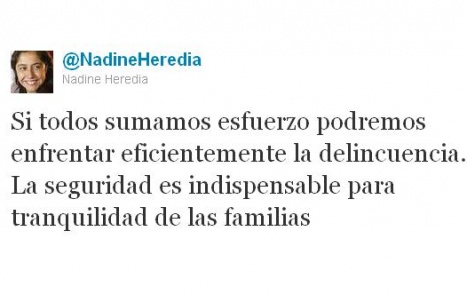 @NadineHeredia
Nadine Heredia
Si todos sumamos esfuerzo podremos
enfrentar eficientemente la delincuencia.
La seguridad es indispensable para
tranquilidad de las familias